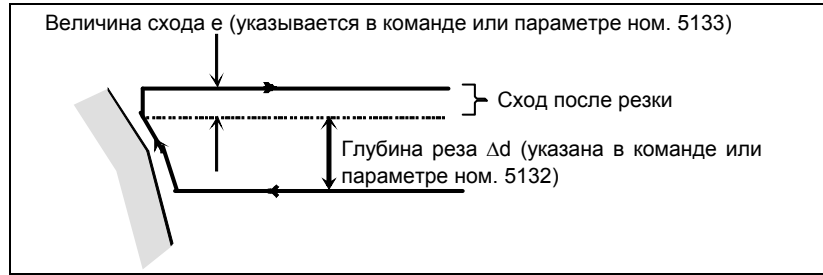 Величина схода e (указывается в команде или параметре ном. 5133)
Сход после резки
Глубина реза Δd (указана в команде или
параметре ном. 5132)